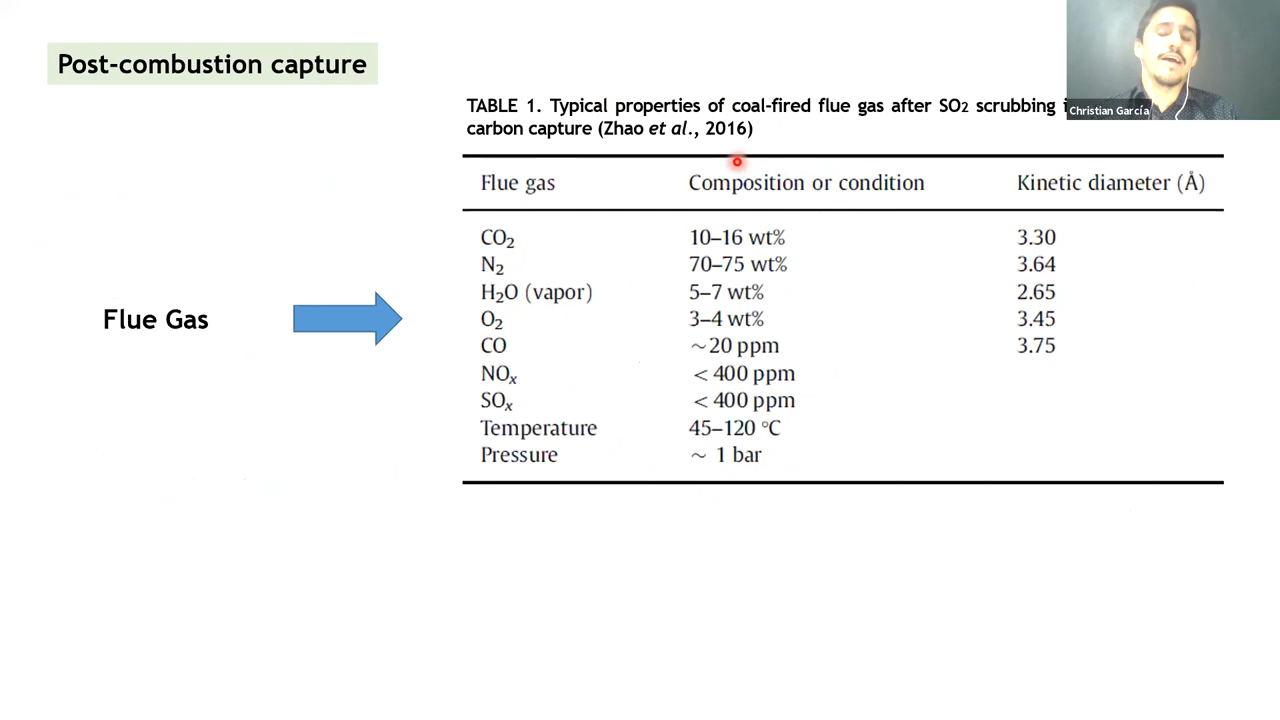 Post-combustion capture
Christian García
TABLE 1. Typical properties of coal-fired flue gas after SO2 scrubbing
carbon capture (Zhao et al., 2016)
Flue gas Composition or condition Kinetic diameter (Å)
CO₂ 10–16 wt% 3.30
N₂ 70–75 wt% 3.64
H₂O (vapor) 5–7 wt% 2.65
O₂ 3–4 wt% 3.45
CO ~20 ppm 3.75
NOₓ < 400 ppm
SOₓ < 400 ppm
Temperature 45–120 °C
Pressure ~ 1 bar
Flue Gas